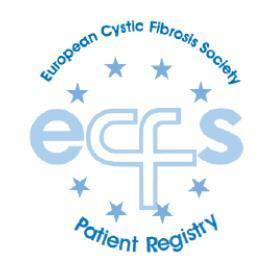 European Cystic Fibrosis Society
ecfs
Patient Registry